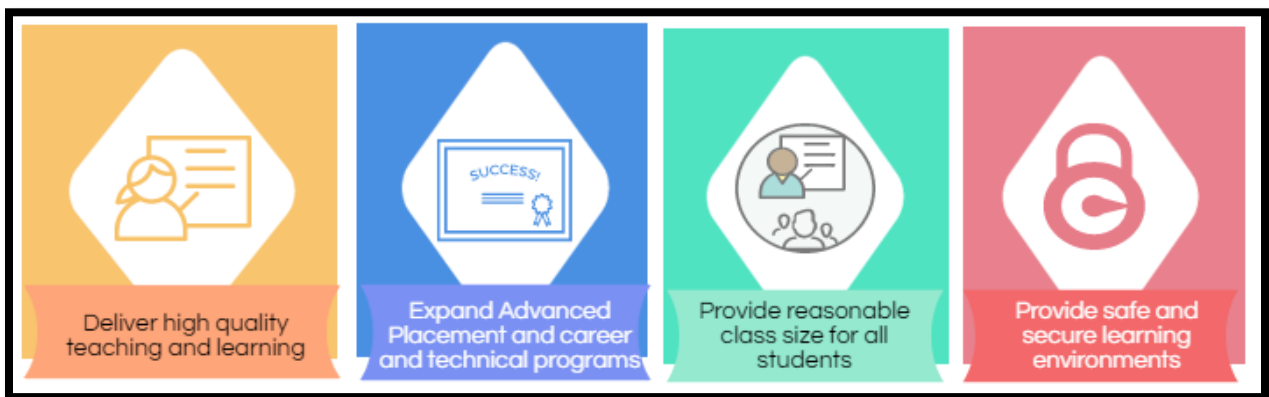 Deliver high quality
teaching and learning
SUCCESS!
Expand Advanced
Placement and career
and technical programs
Provide reasonable
class size for all
students
Provide safe and
secure learning
environments